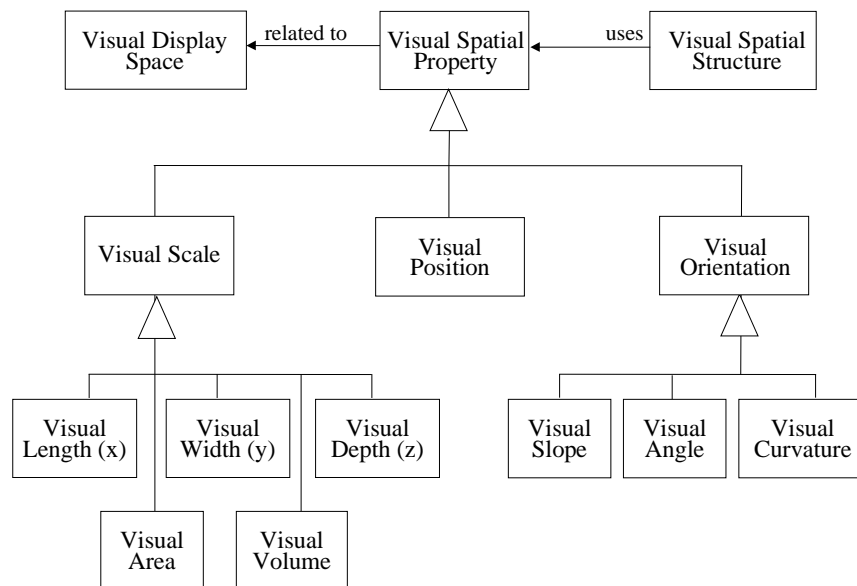 Visual Display
Space
related to
Visual Spatial
Property
uses
Visual Spatial
Structure
Visual Scale
Visual
Position
Visual
Orientation
Visual
Length (x)
Visual
Width (y)
Visual
Depth (z)
Visual
Slope
Visual
Angle
Visual
Curvature
Visual
Area
Visual
Volume